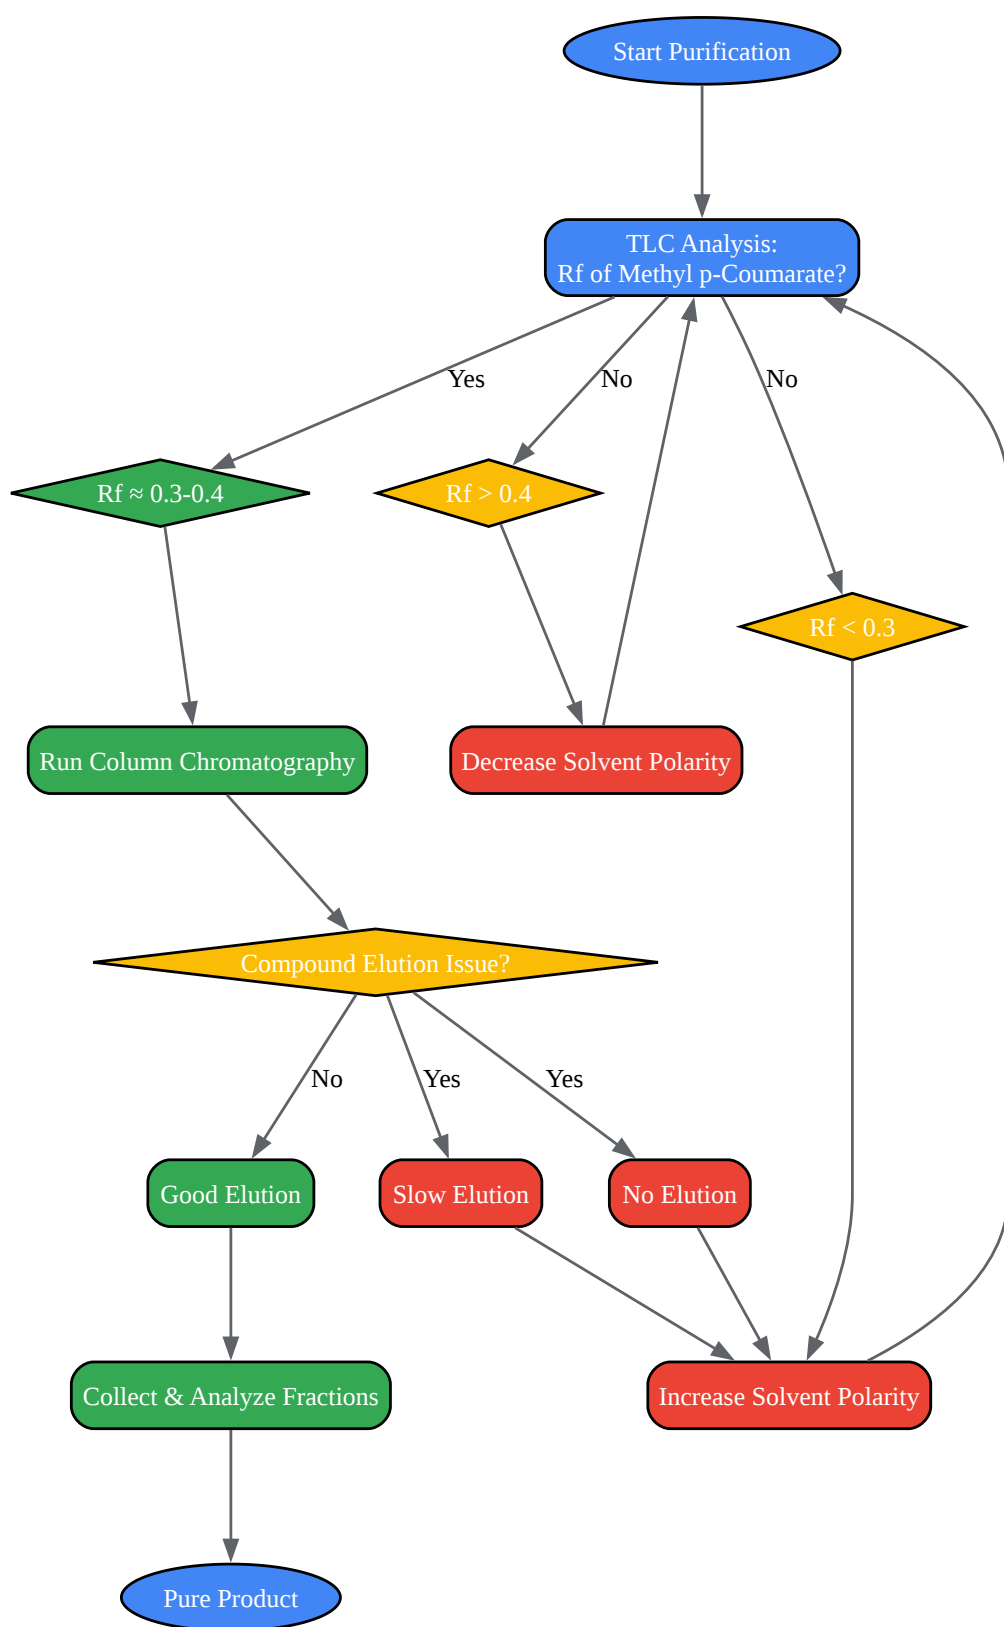 Start Purification
TLC Analysis:
Rf of Methyl p-Coumarate?
Yes
No
No
Rf ≈ 0.3-0.4
Rf > 0.4
Rf < 0.3
Run Column Chromatography
Decrease Solvent Polarity
Compound Elution Issue?
No
Yes
Yes
Good Elution
Slow Elution
No Elution
Collect & Analyze Fractions
Increase Solvent Polarity
Pure Product